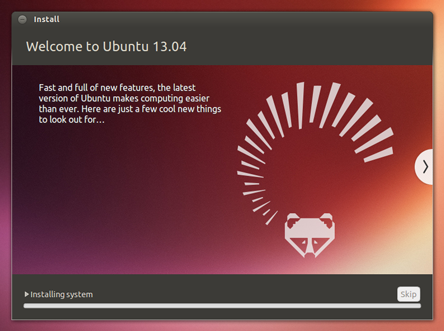 Install
Welcome to Ubuntu 13.04
Fast and full of new features, the latest
version of Ubuntu makes computing easier
than ever. Here are just a few cool new things
to look out for...
Installing system
Skip